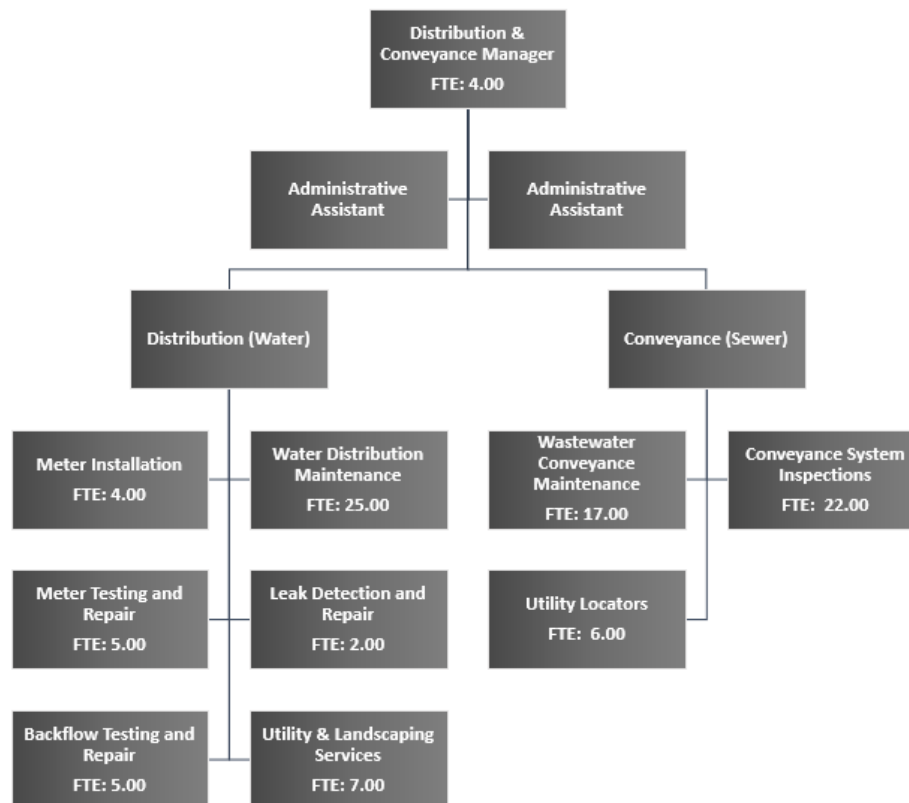 Distribution &
Conveyance Manager
FTE: 4.00
Administrative
Assistant
Administrative
Assistant
Distribution (Water)
Conveyance (Sewer)
Meter Installation
FTE: 4.00
Water Distribution
Maintenance
FTE: 25.00
Wastewater
Conveyance
Maintenance
FTE: 17.00
Conveyance System
Inspections
FTE:  22.00
Meter Testing and
Repair
FTE: 5.00
Leak Detection and
Repair
FTE: 2.00
Utility Locators
FTE:  6.00
Backflow Testing and
Repair
FTE: 5.00
Utility & Landscaping
Services
FTE: 7.00